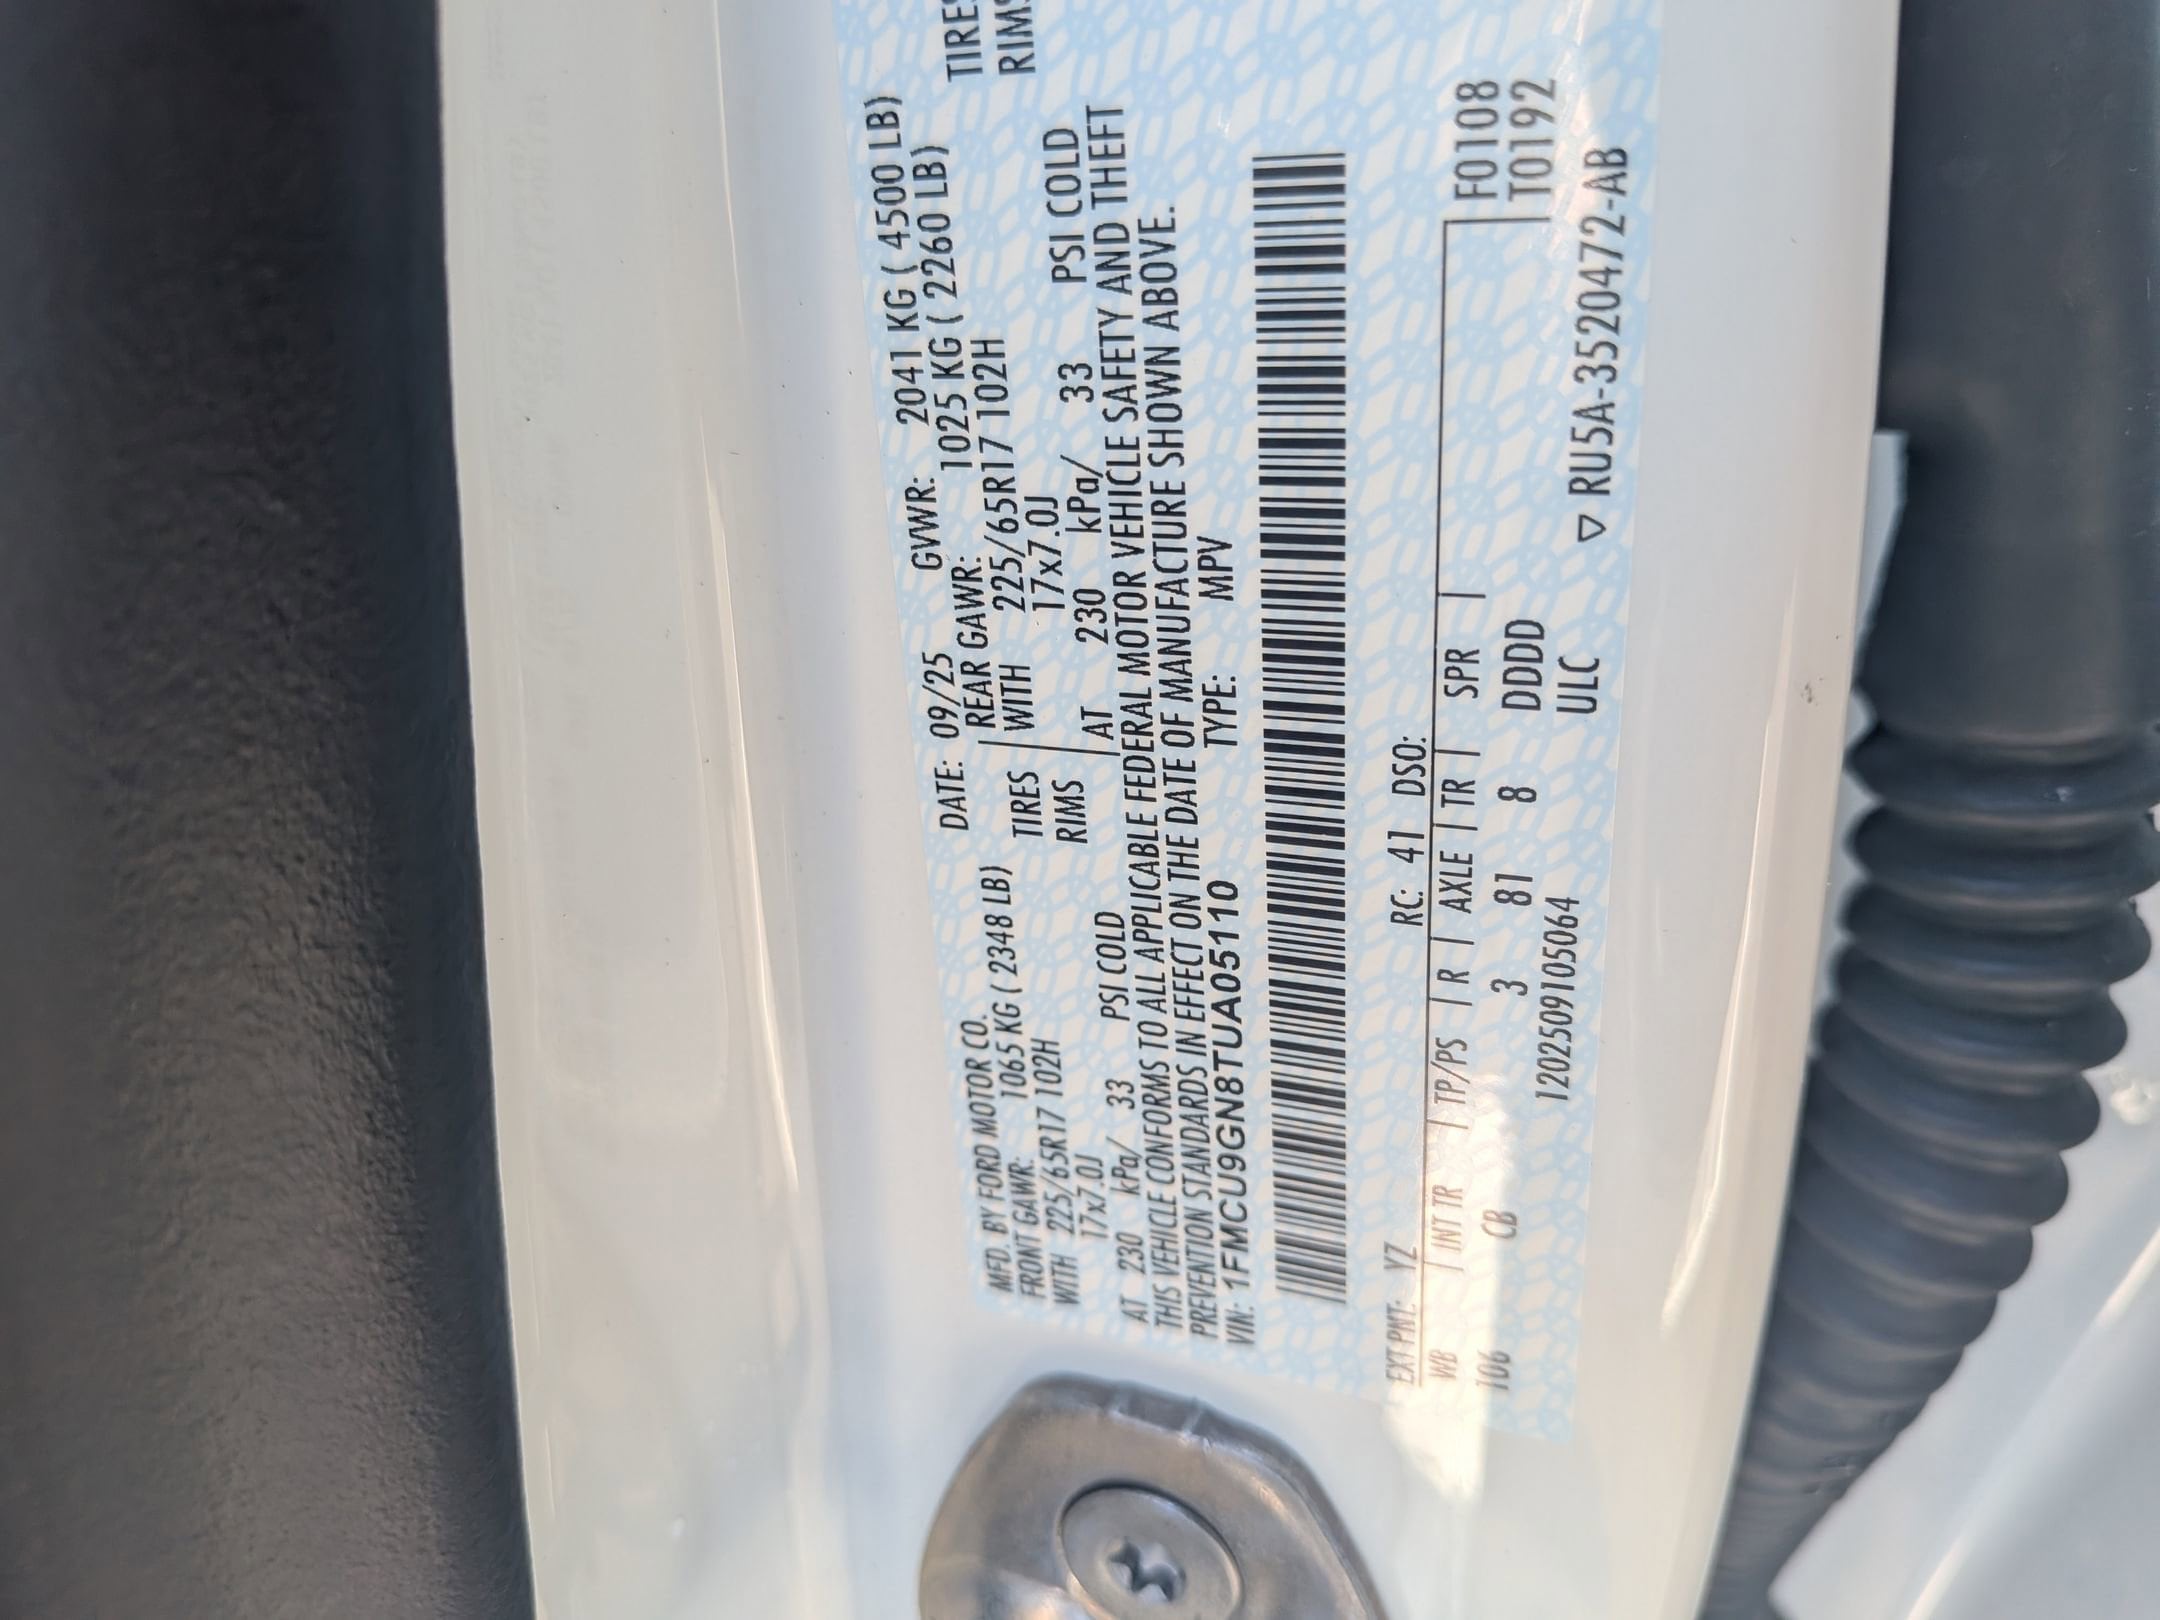 MFD. BY FORD MOTOR CO. DATE: 09/25 GVWR: 2041 KG ( 4500 LB)
FRONT GAWR: 1065 KG ( 2348 LB) REAR GAWR: 1025 KG ( 2260 LB)
WITH 225/65R17 102H TIRES WITH 225/65R17 102H TIRES
17x7.0J RIMS 17x7.0J RIMS
AT 230 kPa/ 33 PSI COLD AT 230 kPa/ 33 PSI COLD
THIS VEHICLE CONFORMS TO ALL APPLICABLE FEDERAL MOTOR VEHICLE SAFETY AND THEFT
PREVENTION STANDARDS IN EFFECT ON THE DATE OF MANUFACTURE SHOWN ABOVE.
VIN: 1FMCU9GN8TUA05110 TYPE: MPV
EXT PNT: YZ RC: 41 DSO:
WB | INT TR | TP/PS | R | AXLE | TR | SPR | F0108
106 CB 3 81 8 DDDD T0192
1202509105064 ULC ▽ RU5A-3520472-AB